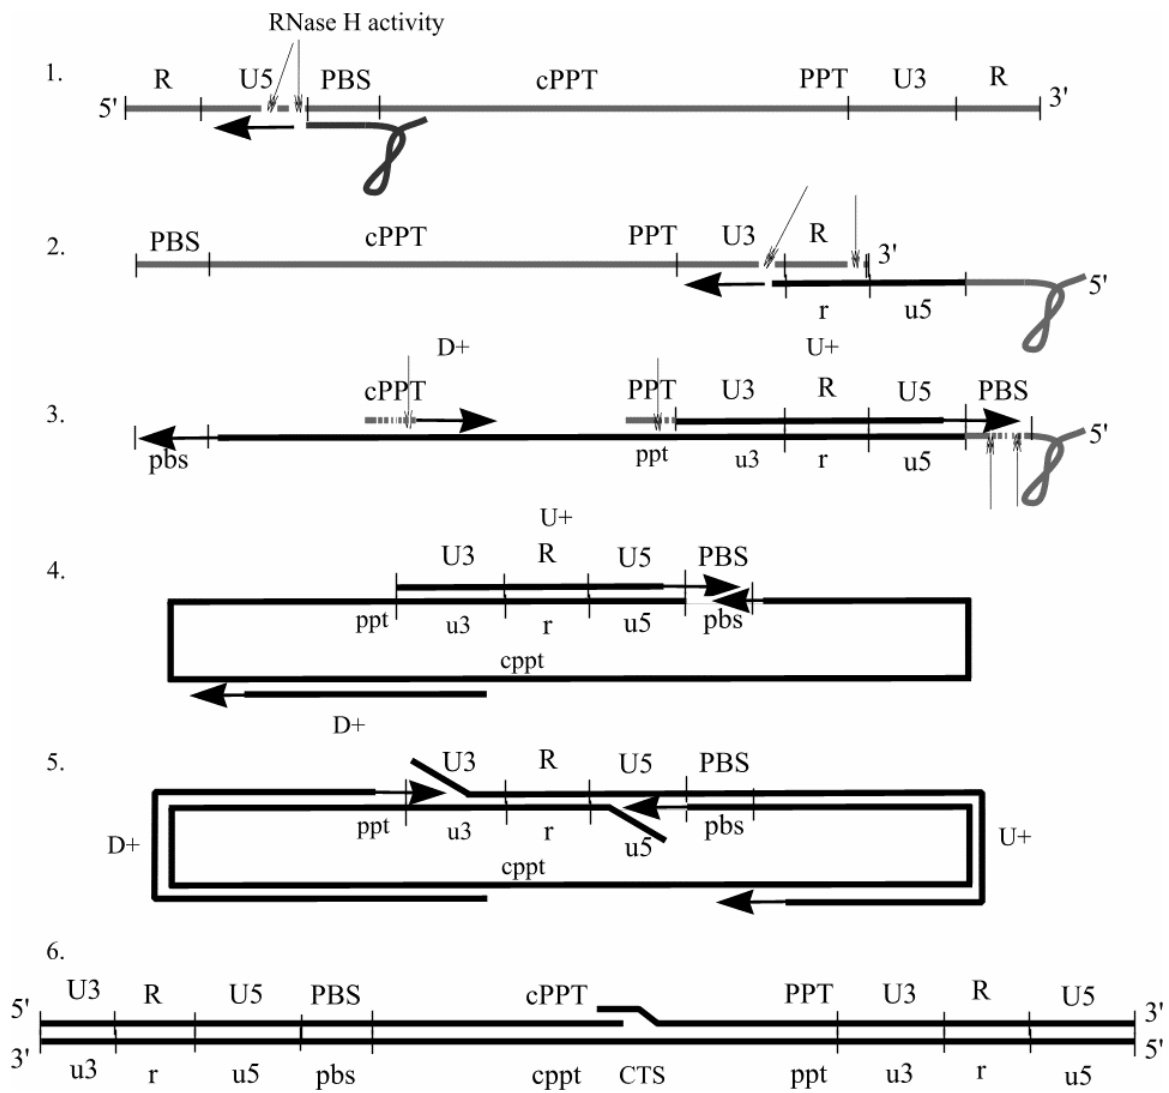 RNase H activity
1.
R U5 PBS cPPT PPT U3 R
5' 3'
2.
PBS cPPT PPT U3 R
3'
5'
r u5
D+ U+
3.
cPPT PPT U3 R U5 PBS
5'
pbs ppt u3 r u5
U+
4.
U3 R U5 PBS
ppt u3 r u5 pbs
cppt
D+
5.
U3 R U5 PBS
ppt u3 r u5 pbs
D+ cppt U+
6.
U3 R U5 PBS cPPT PPT U3 R U5
5' 3'
3' 5'
u3 r u5 pbs cppt CTS ppt u3 r u5